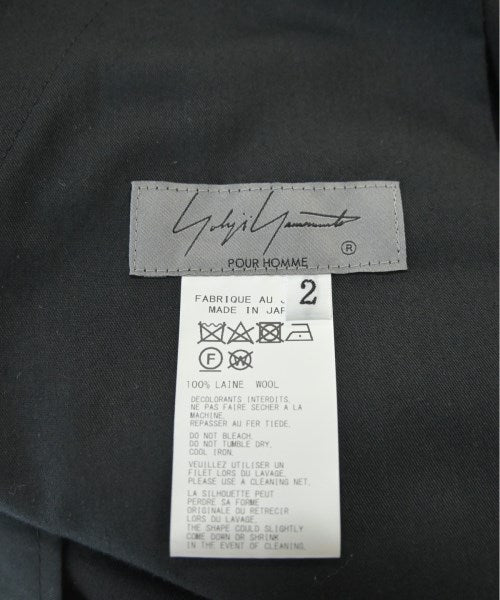 Yohji Yamamoto
®
POUR HOMME
2
FABRIQUE AU J
MADE IN JAP
F
W
100% LAINE WOOL
DÉCOLORANTS INTERDITS.
NE PAS FAIRE SECHER A LA
MACHINE.
REPASSER AU FER TIEDE.
DO NOT BLEACH.
DO NOT TUMBLE DRY.
COOL IRON.
VEUILLEZ UTILISER UN
FILET LORS DU LAVAGE.
PLEASE USE A CLEANING NET.
LA SILHOUETTE PEUT
PERDRE SA FORME
ORIGINALE OU RETRECIR
LORS DU LAVAGE.
THE SHAPE COULD SLIGHTLY
COME DOWN OR SHRINK
IN THE EVENT OF CLEANING.